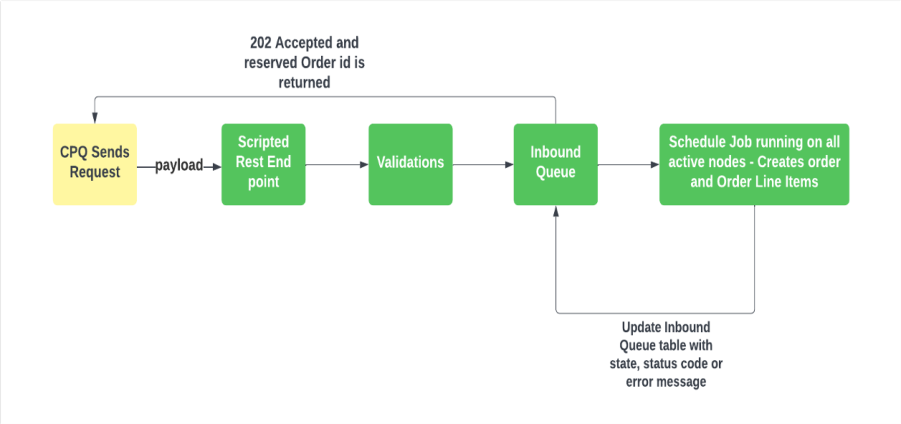 202 Accepted and
reserved Order id is
returned
CPQ Sends
Request
payload
Scripted
Rest End
point
Validations
Inbound
Queue
Schedule Job running on all
active nodes - Creates order
and Order Line Items
Update Inbound
Queue table with
state, status code or
error message